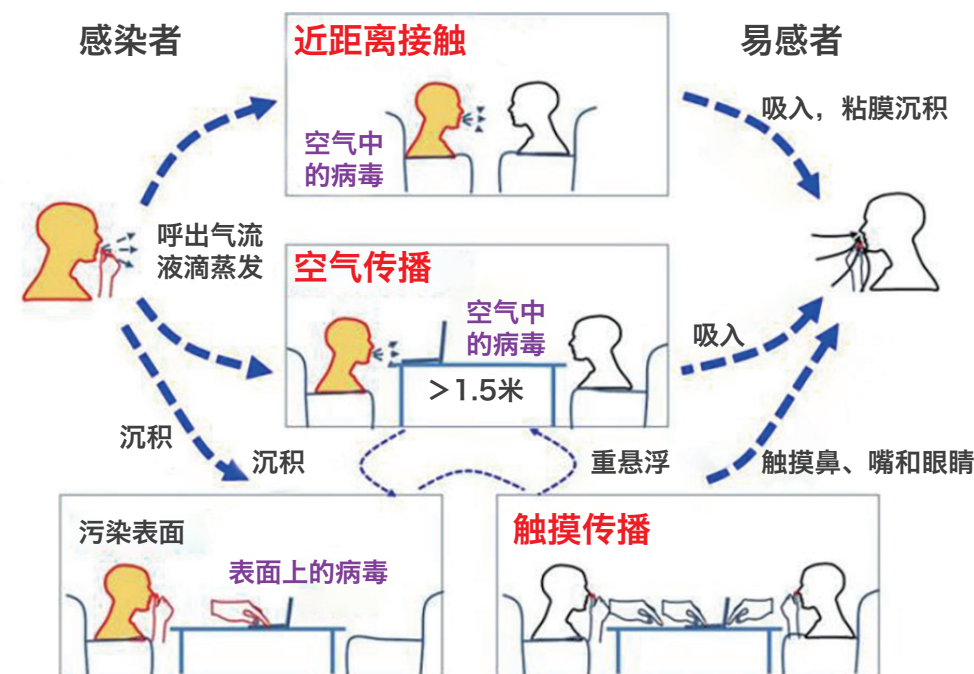 感染者
近距离接触
易感者
吸入，粘膜沉积
空气中
的病毒
呼出气流
液滴蒸发
空气传播
空气中
的病毒
吸入
＞1.5米
沉积
沉积
重悬浮
触摸鼻、嘴和眼睛
污染表面
表面上的病毒
触摸传播